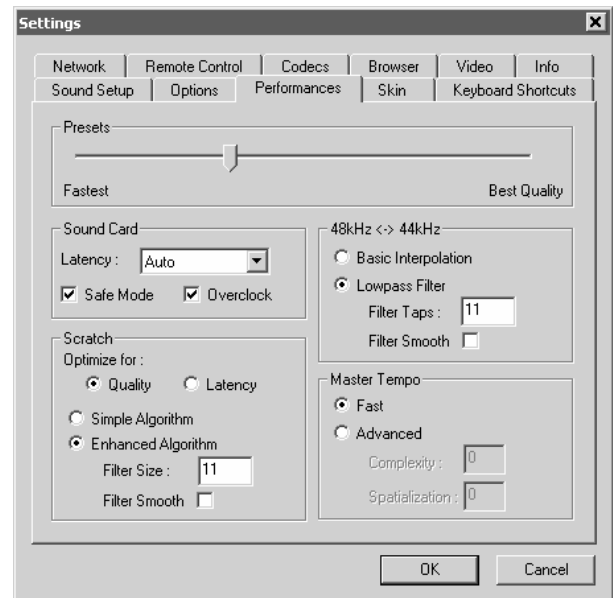 Settings
Network Remote Control Codecs Browser Video Info
Sound Setup Options Performances Skin Keyboard Shortcuts
Presets
Fastest Best Quality
Sound Card
Latency : Auto
Safe Mode Overclock
Scratch
Optimize for :
Quality Latency
Simple Algorithm
Enhanced Algorithm
Filter Size : 11
Filter Smooth
48kHz <-> 44kHz
Basic Interpolation
Lowpass Filter
Filter Taps : 11
Filter Smooth
Master Tempo
Fast
Advanced
Complexity : 0
Spatialization : 0
OK Cancel